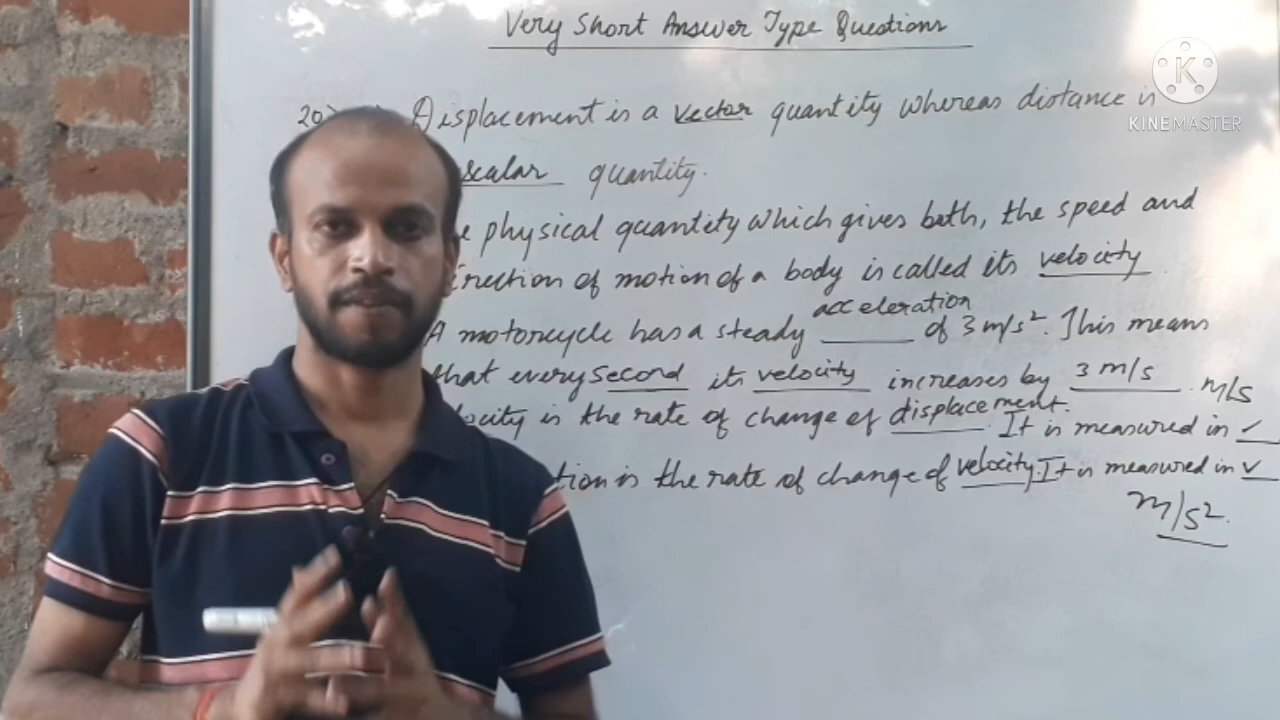 Very Short Answer Type Questions
K
KINEMASTER
20)
Displacement is a vector quantity whereas distance is
scalar quantity.
physical quantity which gives both, the speed and
of motion of a body is called its velocity.
A motorcycle has a steady acceleration of 3 m/s². This means
that every second its velocity increases by 3 m/s m/s
is the rate of change of displacement. It is measured in ✓
is the rate of change of velocity. It is measured in ✓
m/s².